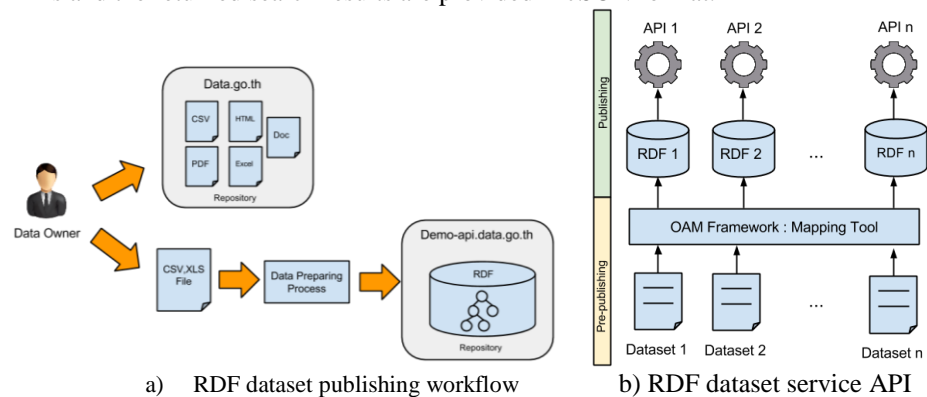 Data.go.th
CSV
HTML
Doc
PDF
Excel
Repository
Data Owner
CSV,XLS
File
Data Preparing
Process
Demo-api.data.go.th
RDF
Repository
a) RDF dataset publishing workflow
Publishing
Pre-publishing
API 1
API 2
API n
RDF 1
RDF 2
...
RDF n
OAM Framework : Mapping Tool
...
Dataset 1
Dataset 2
Dataset n
b) RDF dataset service API